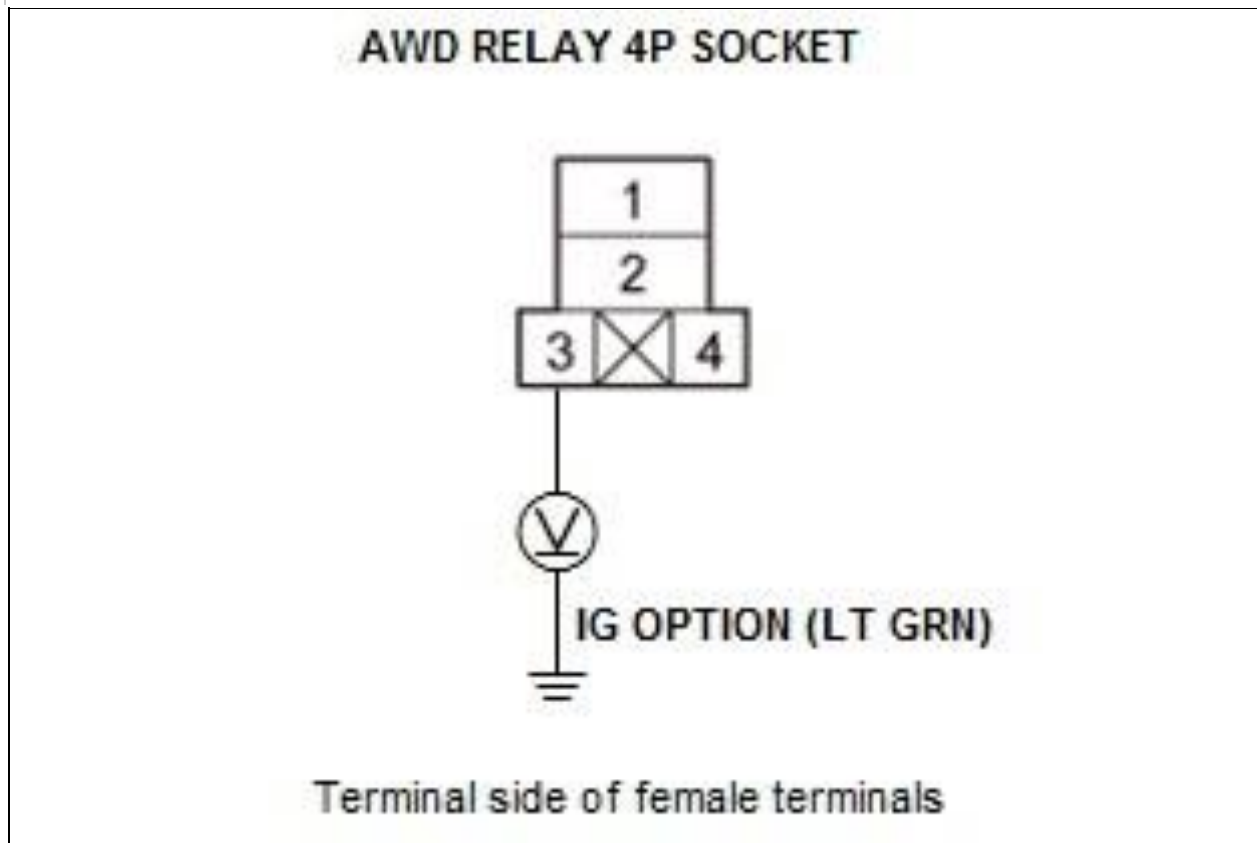 AWD RELAY 4P SOCKET
1
2
3 4
V
IG OPTION (LT GRN)
Terminal side of female terminals